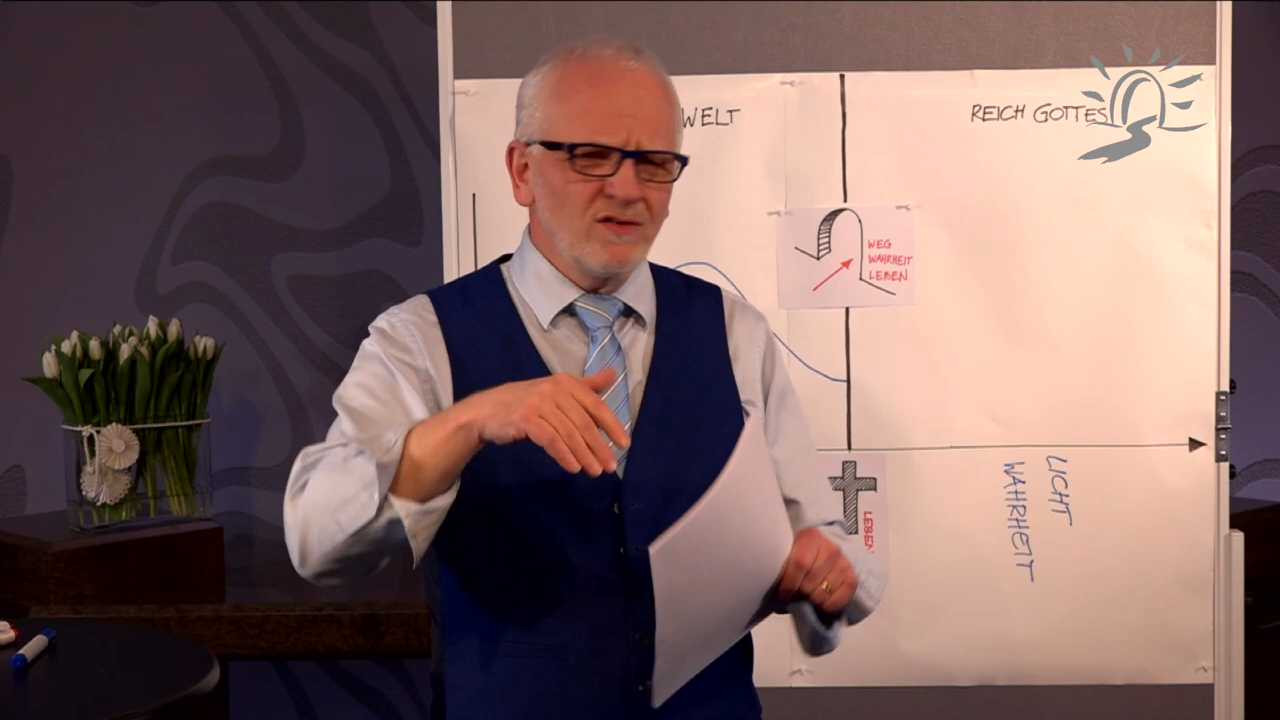 WELT
REICH GOTTES
WEG
WAHRHEIT
LEBEN
LEBEN
LICHT
WAHRHEIT